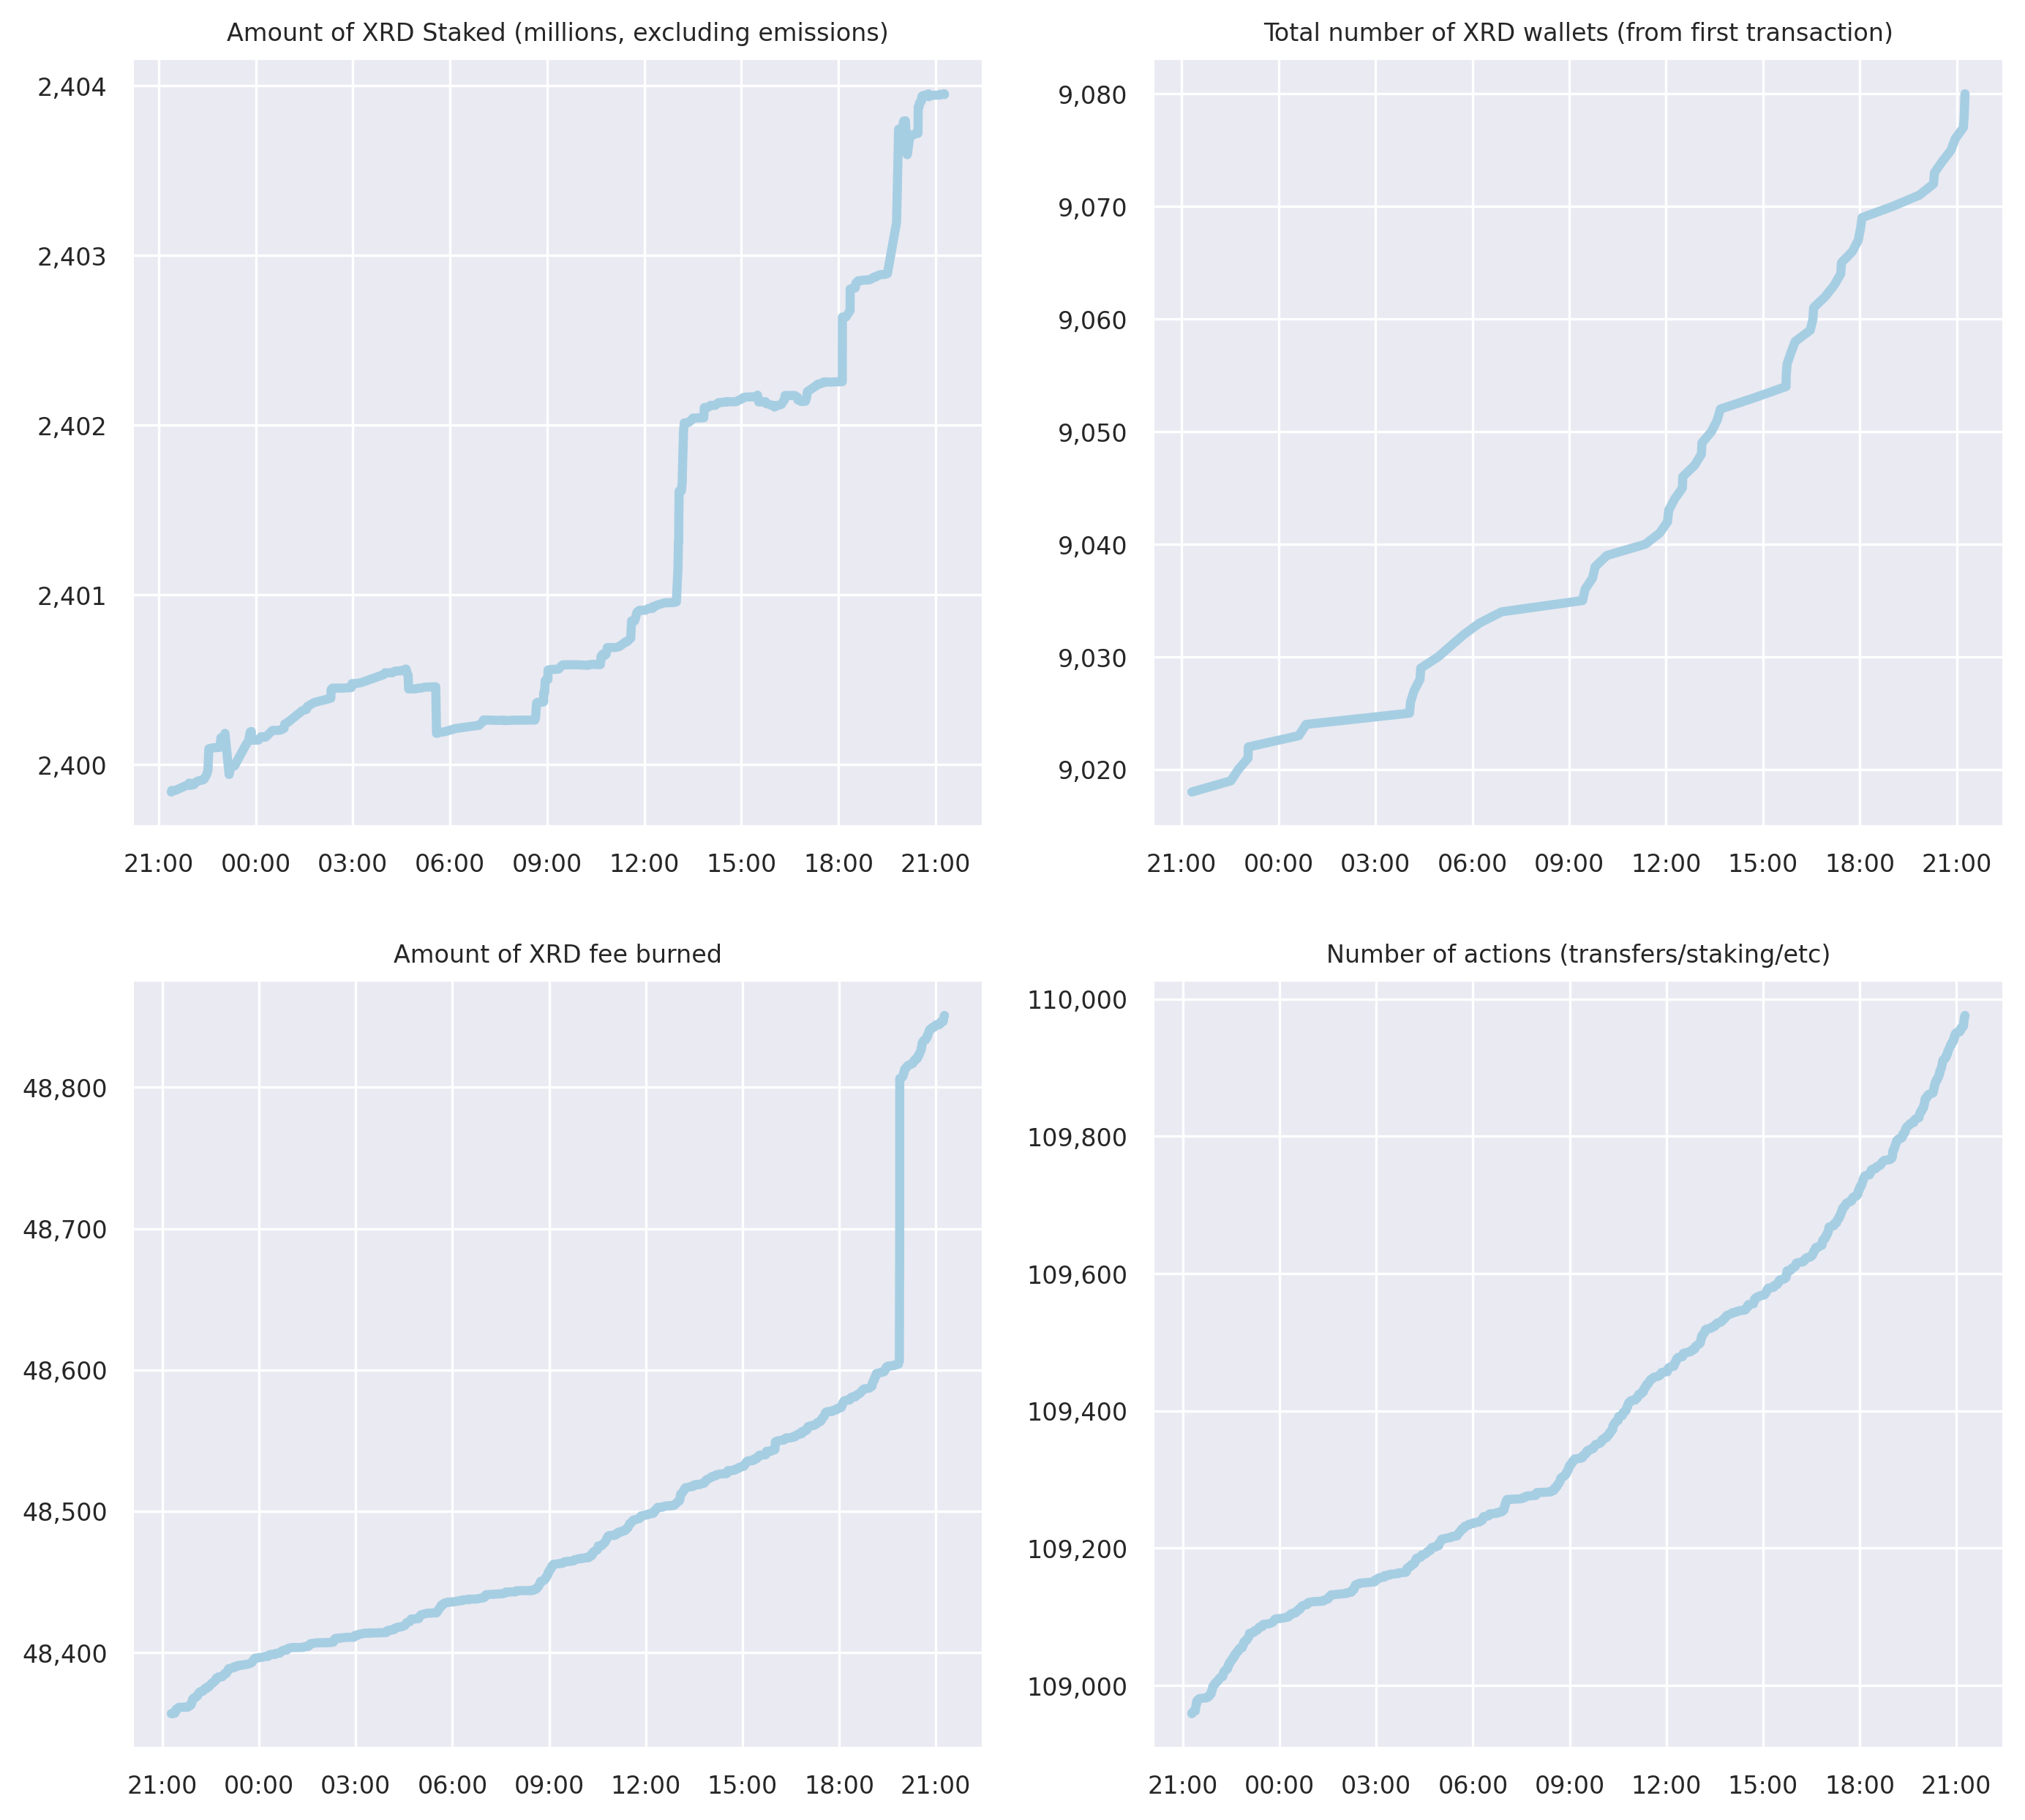 Amount of XRD Staked (millions, excluding emissions)
2,404
2,403
2,402
2,401
2,400
21:00 00:00 03:00 06:00 09:00 12:00 15:00 18:00 21:00
Total number of XRD wallets (from first transaction)
9,080
9,070
9,060
9,050
9,040
9,030
9,020
21:00 00:00 03:00 06:00 09:00 12:00 15:00 18:00 21:00
Amount of XRD fee burned
48,800
48,700
48,600
48,500
48,400
21:00 00:00 03:00 06:00 09:00 12:00 15:00 18:00 21:00
Number of actions (transfers/staking/etc)
110,000
109,800
109,600
109,400
109,200
109,000
21:00 00:00 03:00 06:00 09:00 12:00 15:00 18:00 21:00